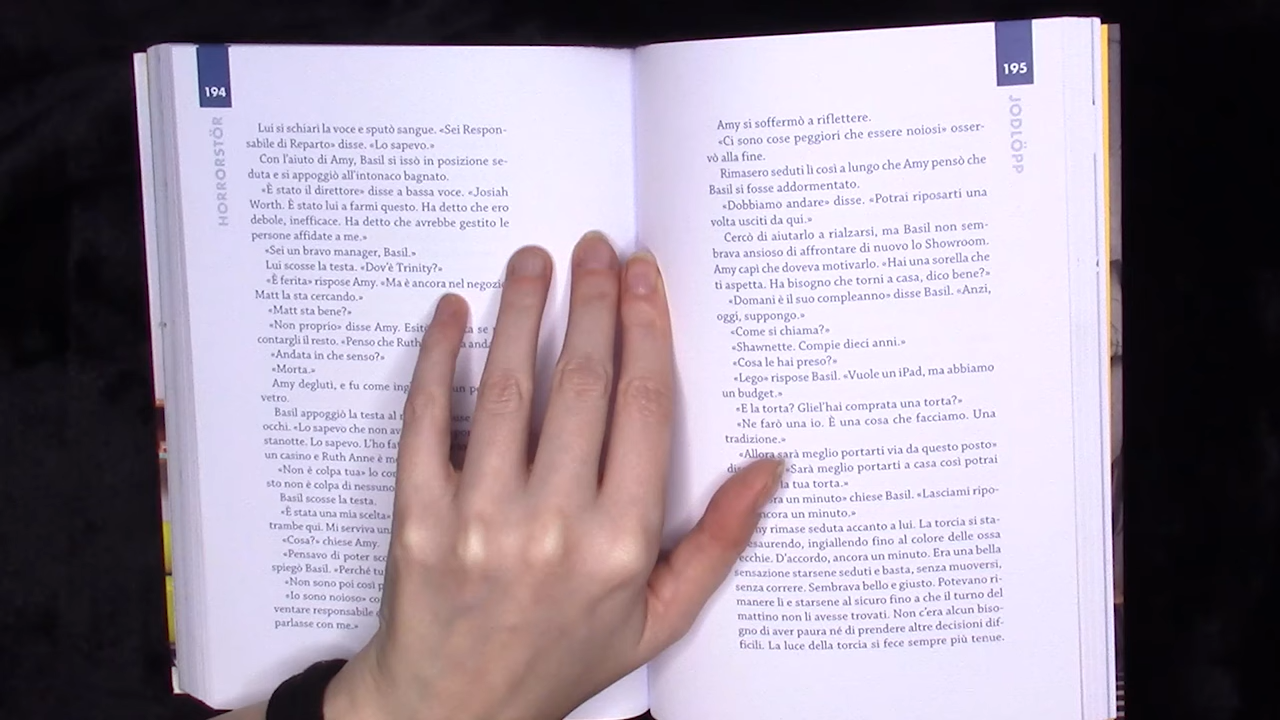 194
HORRORSTÖR
Lui si schiarì la voce e sputò sangue. «Sei Respon-
sabile di Reparto» disse. «Lo sapevo.»
Con l'aiuto di Amy, Basil si issò in posizione se-
duta e si appoggiò all'intonaco bagnato.
«È stato il direttore» disse a bassa voce. «Josiah
Worth. È stato lui a farmi questo. Ha detto che ero
debole, inefficace. Ha detto che avrebbe gestito le
persone affidate a me.»
«Sei un bravo manager, Basil.»
Lui scosse la testa. «Dov'è Trinity?»
«È ferita» rispose Amy. «Ma è ancora nel
Matt la sta cercando.»
«Matt sta bene?»
«Non proprio» disse Amy. se
contargli il resto. «Penso che
«Andata in che senso?»
«Morta.»
Amy deglutì, e fu come un
vetro.
Basil appoggiò la testa al
occhi. «Lo sapevo che non
stanotte. Lo sapevo. L'ho
un casino e Ruth Anne è
«Non è colpa tua» lo
sto non è colpa di nessuno
Basil scosse la testa.
«È stata una mia scelta»
trambe qui. Mi serviva
«Cosa?» chiese Amy.
«Pensavo di poter
spiegò Basil. «Perché
«Non sono poi così
«Io sono noioso»
ventare responsabile
parlasse con me.»
195
JODLÖPP
Amy si soffermò a riflettere.
«Ci sono cose peggiori che essere noiosi» osser-
vò alla fine.
Rimasero seduti lì così a lungo che Amy pensò che
Basil si fosse addormentato.
«Dobbiamo andare» disse. «Potrai riposarti una
volta usciti da qui.»
Cercò di aiutarlo a rialzarsi, ma Basil non sem-
brava ansioso di affrontare di nuovo lo Showroom.
Amy capì che doveva motivarlo. «Hai una sorella che
ti aspetta. Ha bisogno che torni a casa, dico bene?»
«Domani è il suo compleanno» disse Basil. «Anzi,
oggi, suppongo.»
«Come si chiama?»
«Shawnette. Compie dieci anni.»
«Cosa le hai preso?»
«Lego» rispose Basil. «Vuole un iPad, ma abbiamo
un budget.»
«E la torta? Gliel'hai comprata una torta?»
«Ne farò una io. È una cosa che facciamo. Una
tradizione.»
«Allora sarà meglio portarti via da questo posto»
«Sarà meglio portarti a casa così potrai
la tua torta.»
un minuto» chiese Basil. «Lasciami ripo-
ancora un minuto.»
rimase seduta accanto a lui. La torcia si sta-
esaurendo, ingiallendo fino al colore delle ossa
vecchie. D'accordo, ancora un minuto. Era una bella
sensazione starsene seduti e basta, senza muoversi,
senza correre. Sembrava bello e giusto. Potevano ri-
manere lì e starsene al sicuro fino a che il turno del
mattino non li avesse trovati. Non c'era alcun biso-
gno di aver paura né di prendere altre decisioni dif-
ficili. La luce della torcia si fece sempre più tenue.